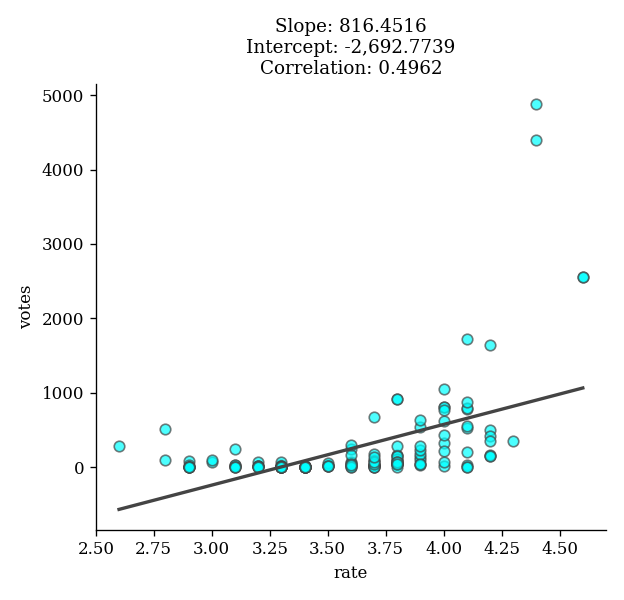 Slope: 816.4516
Intercept: -2,692.7739
Correlation: 0.4962
5000
4000
3000
2000
1000
0
votes
2.50 2.75 3.00 3.25 3.50 3.75 4.00 4.25 4.50
rate